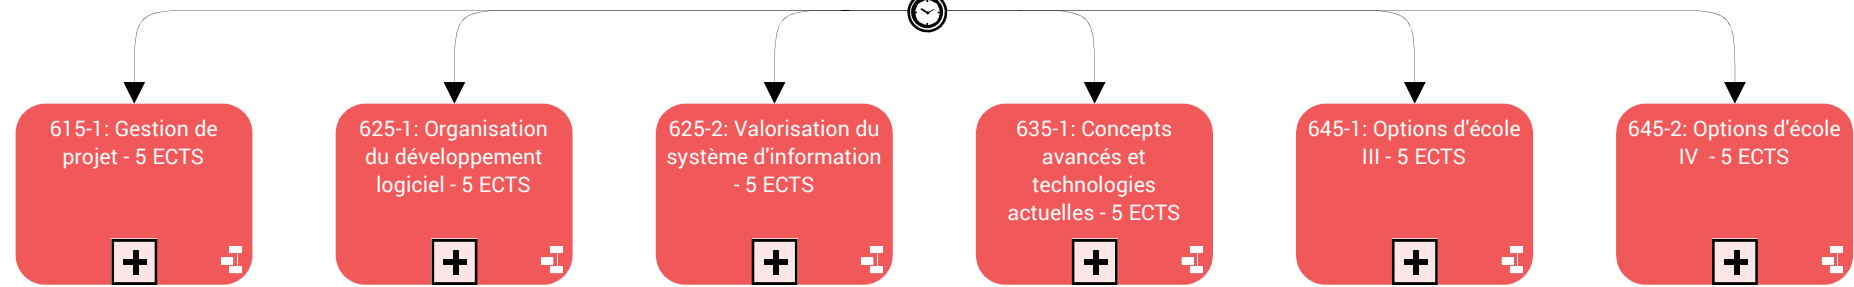 615-1: Gestion de
projet - 5 ECTS
625-1: Organisation
du développement
logiciel - 5 ECTS
625-2: Valorisation du
système d'information
- 5 ECTS
635-1: Concepts
avancés et
technologies
actuelles - 5 ECTS
645-1: Options d'école
III - 5 ECTS
645-2: Options d'école
IV  - 5 ECTS